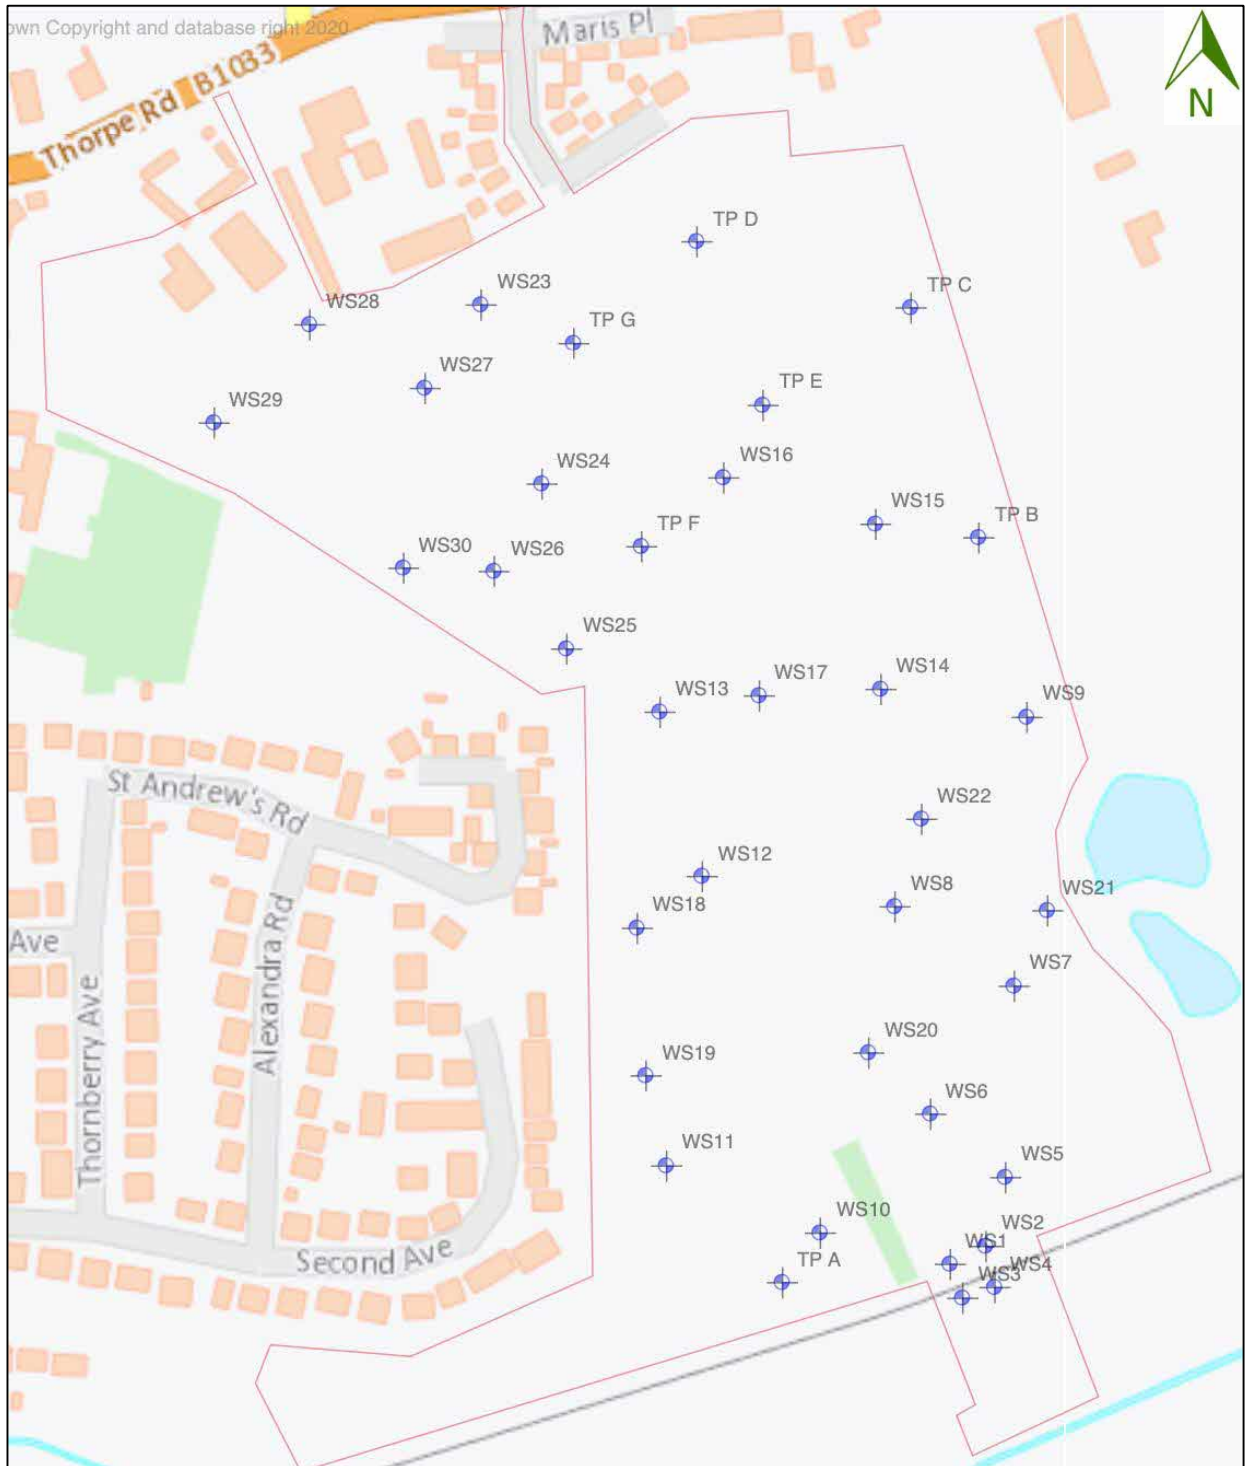 own Copyright and database right 2020
Maris Pl
Thorpe Rd B1033
N
TP D
WS23
TP C
WS28
TP G
WS27
TP E
WS29
WS24
WS16
WS15
TP B
TP F
WS30
WS26
WS25
WS14
WS17
WS13
WS9
St Andrew's Rd
WS22
WS12
WS8
WS21
WS18
Ave
WS7
Alexandra Rd
Thornberry Ave
WS20
WS19
WS6
WS11
WS5
WS10
WS2
WS1
Second Ave
TP A
WS4
WS3